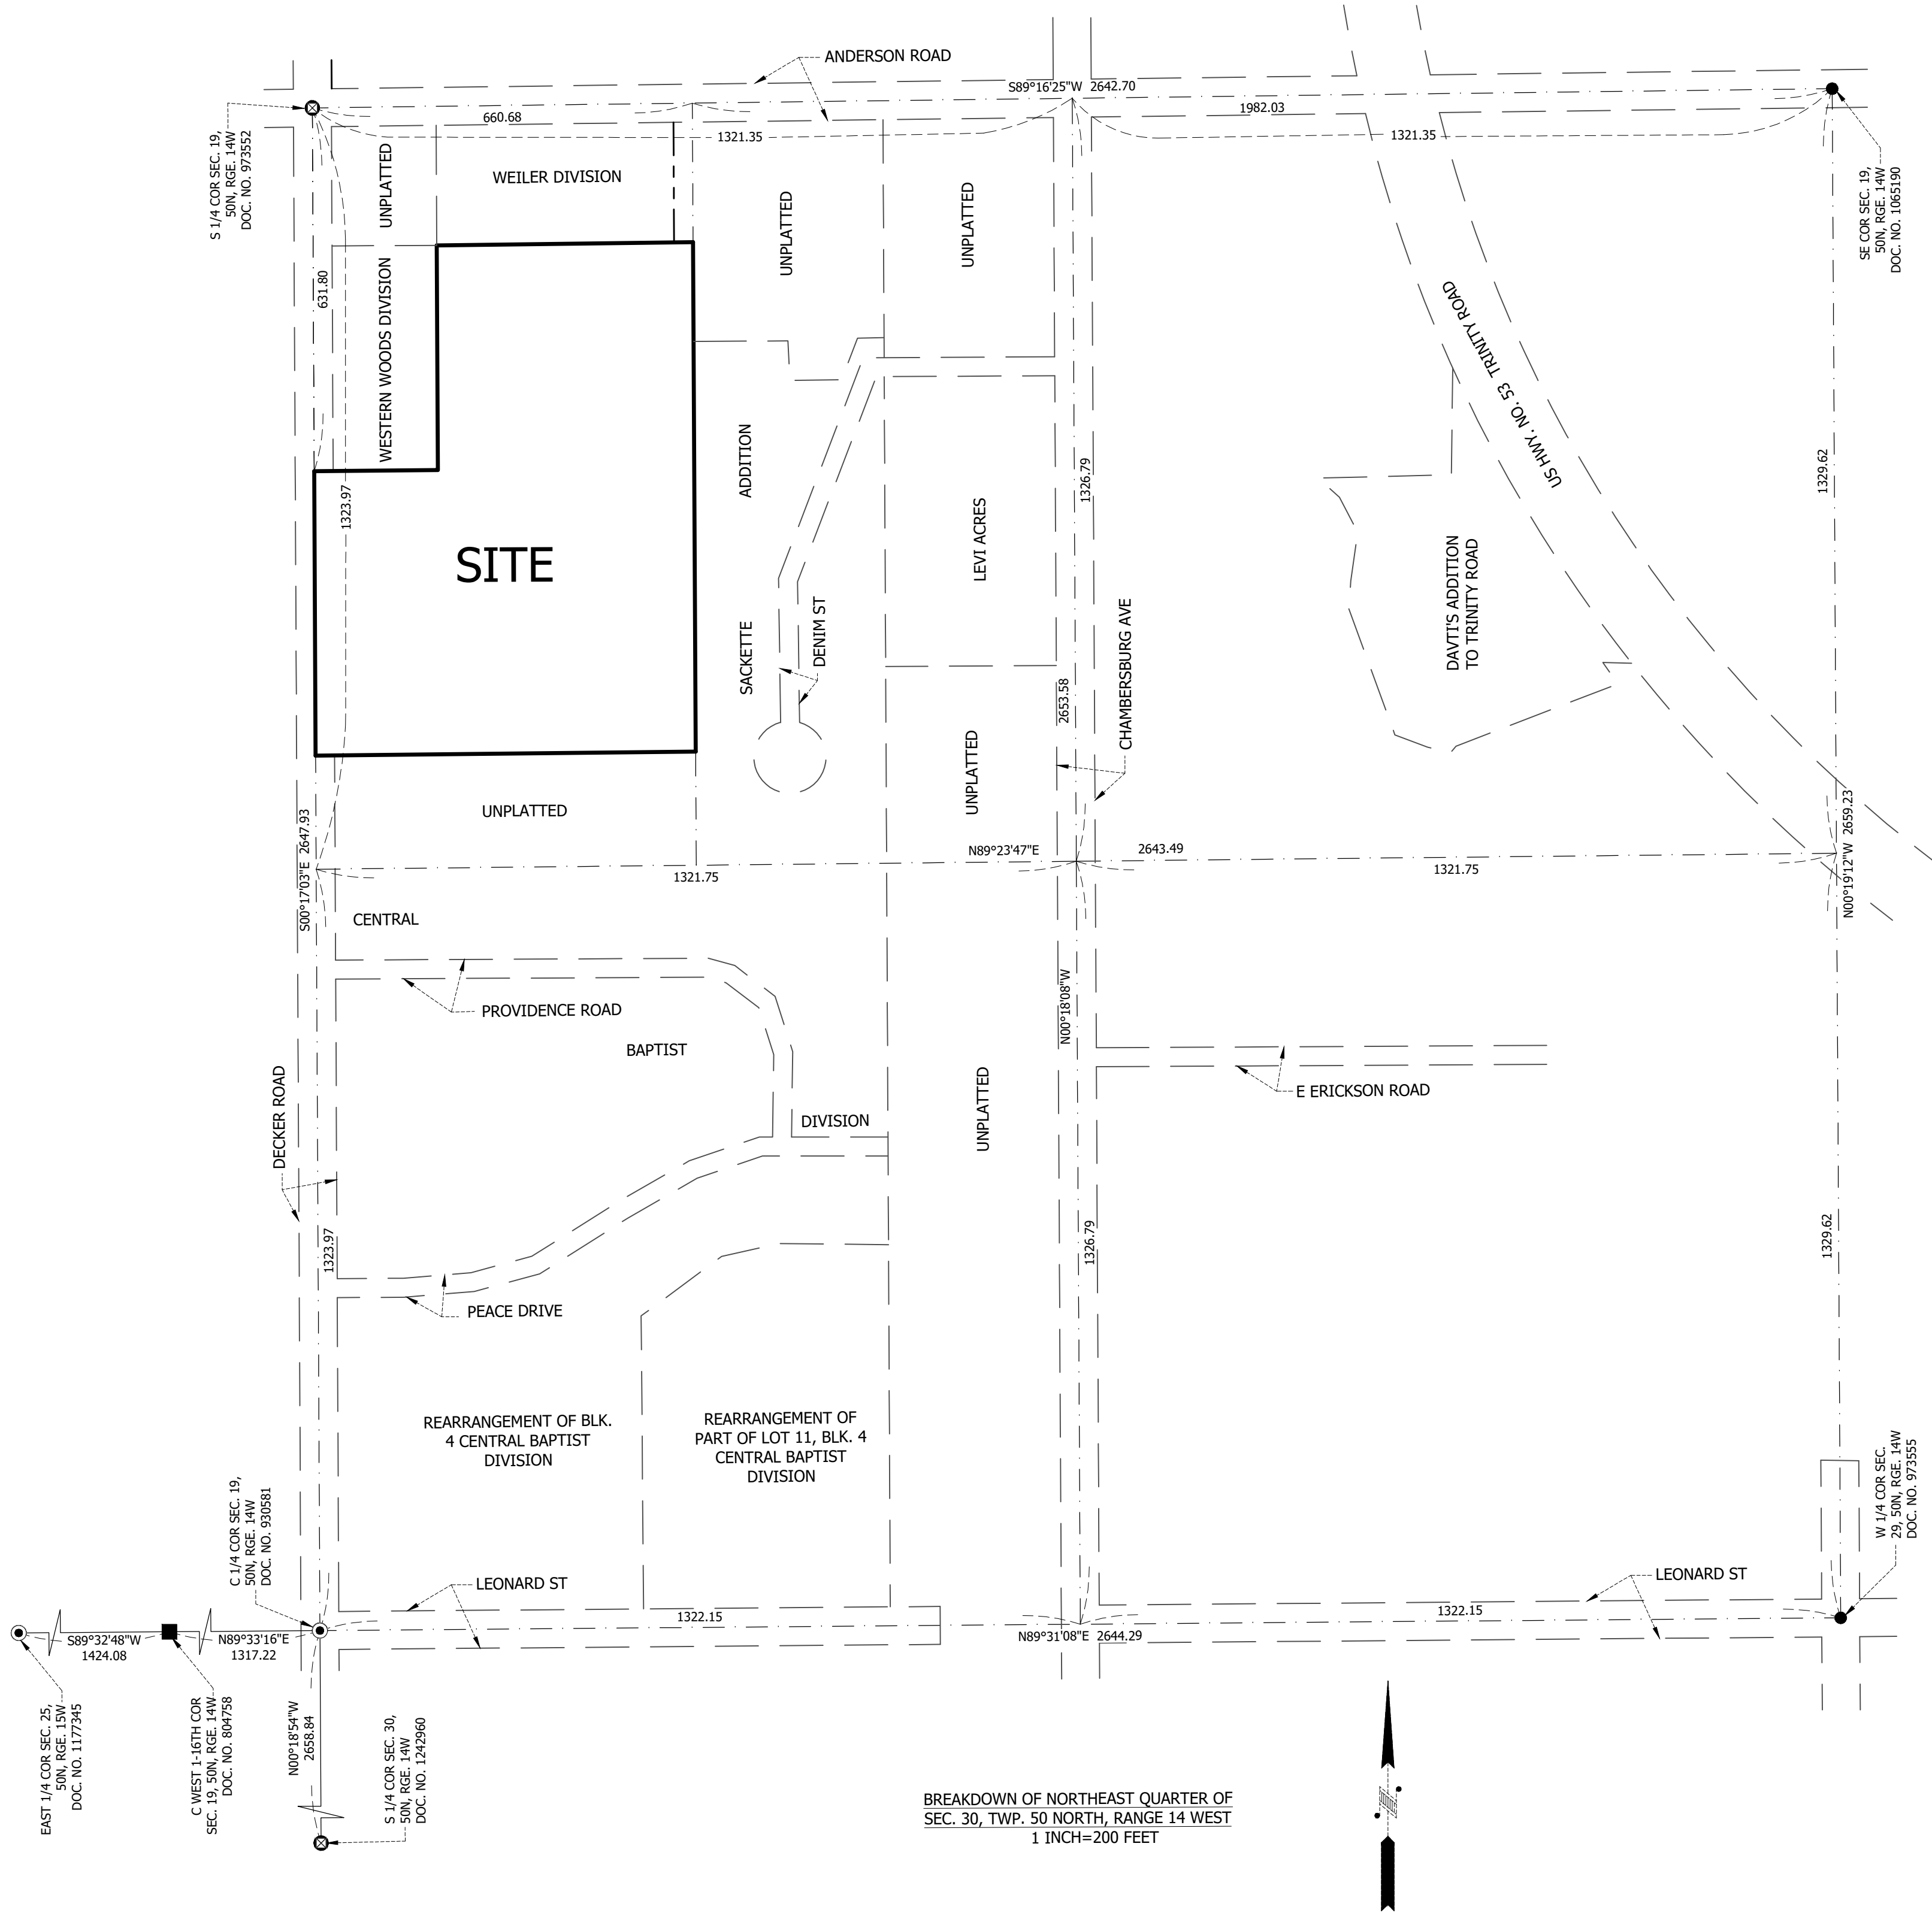 ANDERSON ROAD
S89°16'25"W 2642.70
660.68
1321.35
1982.03
1321.35
S 1/4 COR SEC. 19,
50N, RGE. 14W
DOC. NO. 973552
SE COR SEC. 19,
50N, RGE. 14W
DOC. NO. 1065190
UNPLATTED
WEILER DIVISION
UNPLATTED
UNPLATTED
631.80
WESTERN WOODS DIVISION
1323.97
SITE
SACKETTE
ADDITION
DENIM ST
LEVI ACRES
1326.79
US HWY. NO. 53 TRINITY ROAD
1329.62
DAVTI'S ADDITION
TO TRINITY ROAD
CHAMBERSBURG AVE
2653.58
UNPLATTED
UNPLATTED
S00°17'03"E 2647.93
N89°23'47"E
2643.49
1321.75
1321.75
N00°19'12"W 2659.23
CENTRAL
PROVIDENCE ROAD
BAPTIST
DIVISION
N00°18'08"W
UNPLATTED
E ERICKSON ROAD
DECKER ROAD
1323.97
1326.79
1329.62
PEACE DRIVE
REARRANGEMENT OF BLK.
4 CENTRAL BAPTIST
DIVISION
REARRANGEMENT OF
PART OF LOT 11, BLK. 4
CENTRAL BAPTIST
DIVISION
C 1/4 COR SEC. 19,
50N, RGE. 14W
DOC. NO. 930581
W 1/4 COR SEC.
29, 50N, RGE. 14W
DOC. NO. 973555
LEONARD ST
LEONARD ST
1322.15
1322.15
N89°31'08"E 2644.29
S89°32'48"W
1424.08
N89°33'16"E
1317.22
EAST 1/4 COR SEC. 25,
50N, RGE. 15W
DOC. NO. 1177345
C WEST 1-16TH COR
SEC. 19, 50N, RGE. 14W
DOC. NO. 804758
N00°18'54"W
2658.84
S 1/4 COR SEC. 30,
50N, RGE. 14W
DOC. NO. 1242960
BREAKDOWN OF NORTHEAST QUARTER OF
SEC. 30, TWP. 50 NORTH, RANGE 14 WEST
1 INCH=200 FEET